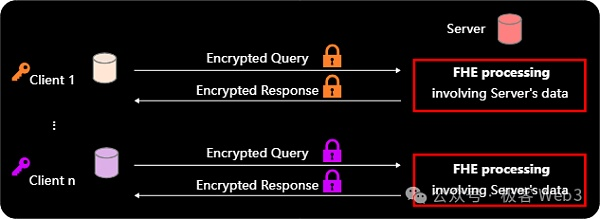 Server
Encrypted Query
Client 1
Encrypted Response
FHE processing
involving Server's data
⋮
Encrypted Query
Client n
Encrypted Response
FHE processing
involving Server's data
公众号 · 极客 Web3